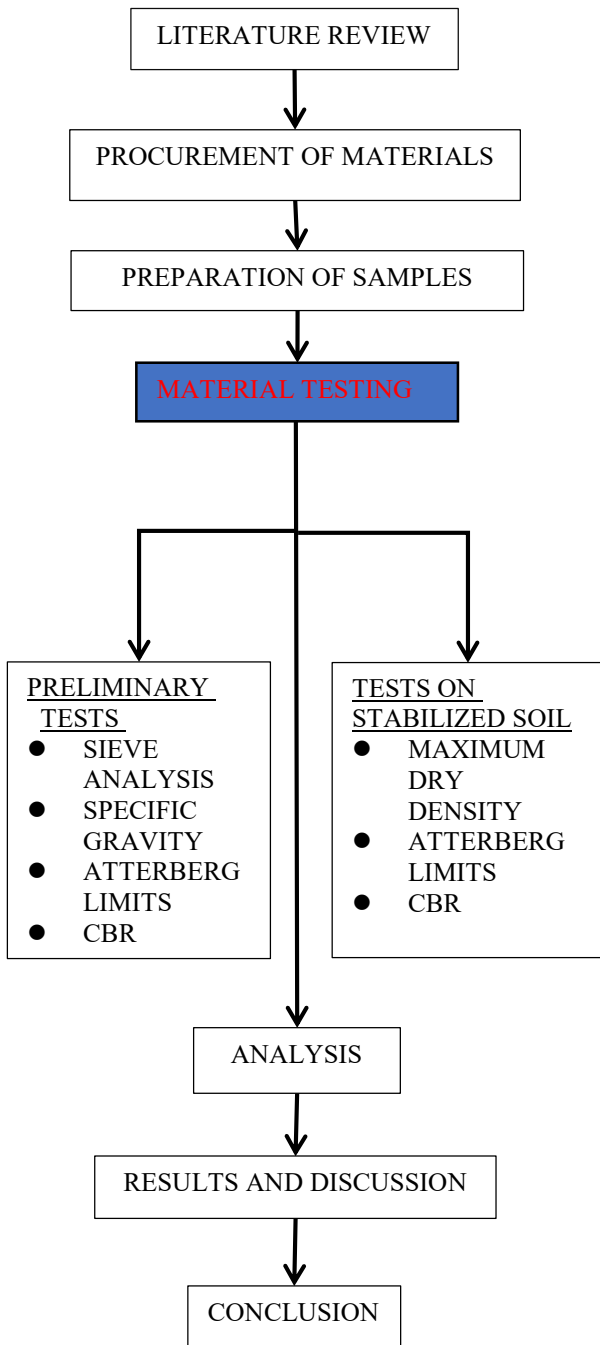 LITERATURE REVIEW
PROCUREMENT OF MATERIALS
PREPARATION OF SAMPLES
MATERIAL TESTING
PRELIMINARY
TESTS
● SIEVE
ANALYSIS
● SPECIFIC
GRAVITY
● ATTERBERG
LIMITS
● CBR
TESTS ON
STABILIZED SOIL
● MAXIMUM
DRY
DENSITY
● ATTERBERG
LIMITS
● CBR
ANALYSIS
RESULTS AND DISCUSSION
CONCLUSION